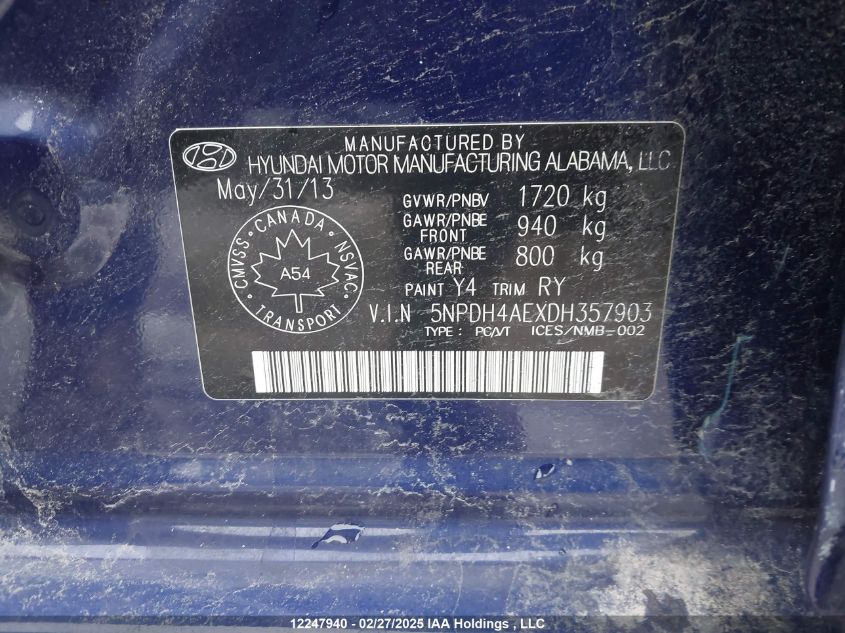 MANUFACTURED BY
HYUNDAI MOTOR MANUFACTURING ALABAMA, LLC
May/31/13
GVWR/PNBV 1720 kg
GAWR/PNBE FRONT 940 kg
GAWR/PNBE REAR 800 kg
CMVSS · CANADA · NSVAC
A54
TRANSPORT
PAINT Y4 TRIM RY
V.I.N 5NPDH4AEXDH357903
TYPE : PC/VT ICES/NMB-002
12247940 - 02/27/2025 IAA Holdings , LLC